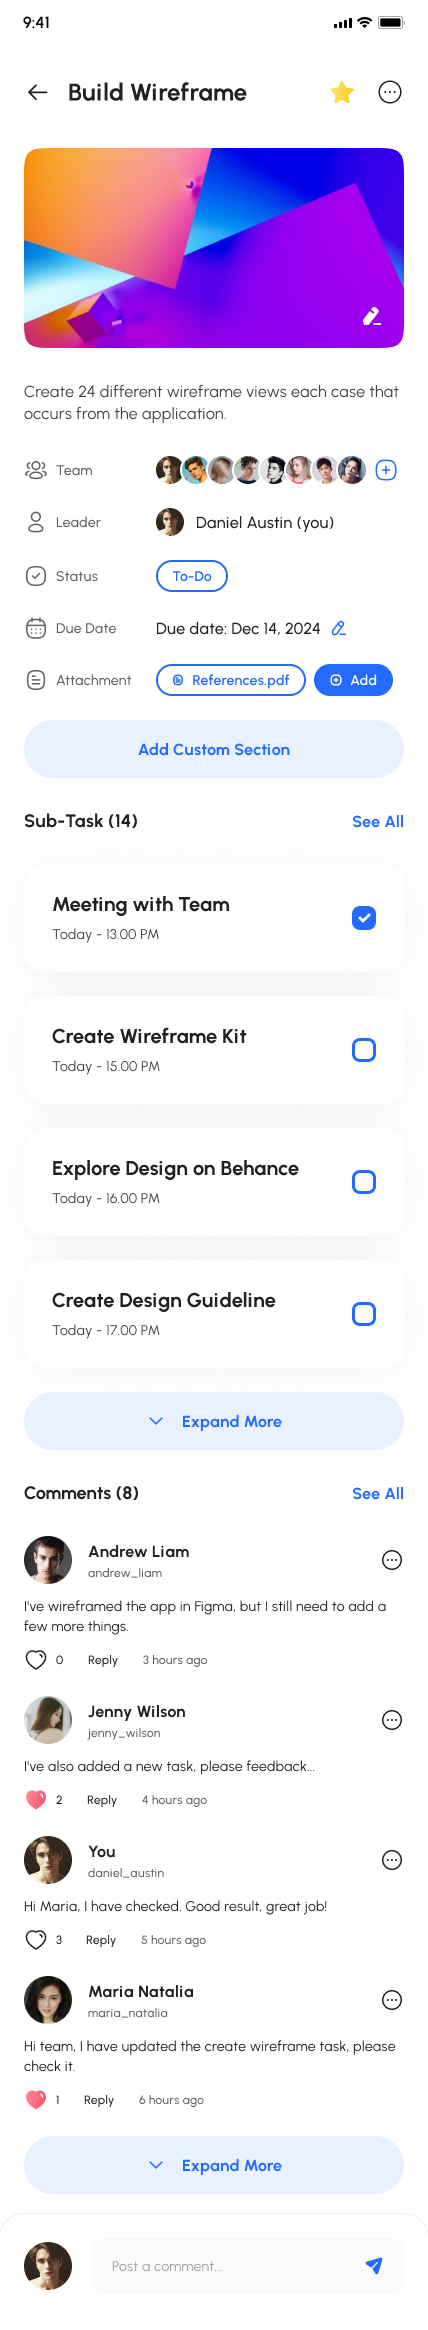 9:41
Build Wireframe
Create 24 different wireframe views each case that
occurs from the application.
Team
Leader
Daniel Austin (you)
Status
To-Do
Due Date
Due date: Dec 14, 2024
Attachment
References.pdf
Add
Add Custom Section
Sub-Task (14)
See All
Meeting with Team
Today - 13.00 PM
Create Wireframe Kit
Today - 15.00 PM
Explore Design on Behance
Today - 16.00 PM
Create Design Guideline
Today - 17.00 PM
Expand More
Comments (8)
See All
Andrew Liam
andrew_liam
I've wireframed the app in Figma, but I still need to add a
few more things.
0 Reply 3 hours ago
Jenny Wilson
jenny_wilson
I've also added a new task, please feedback...
2 Reply 4 hours ago
You
daniel_austin
Hi Maria, I have checked. Good result, great job!
3 Reply 5 hours ago
Maria Natalia
maria_natalia
Hi team, I have updated the create wireframe task, please
check it.
1 Reply 6 hours ago
Expand More
Post a comment...